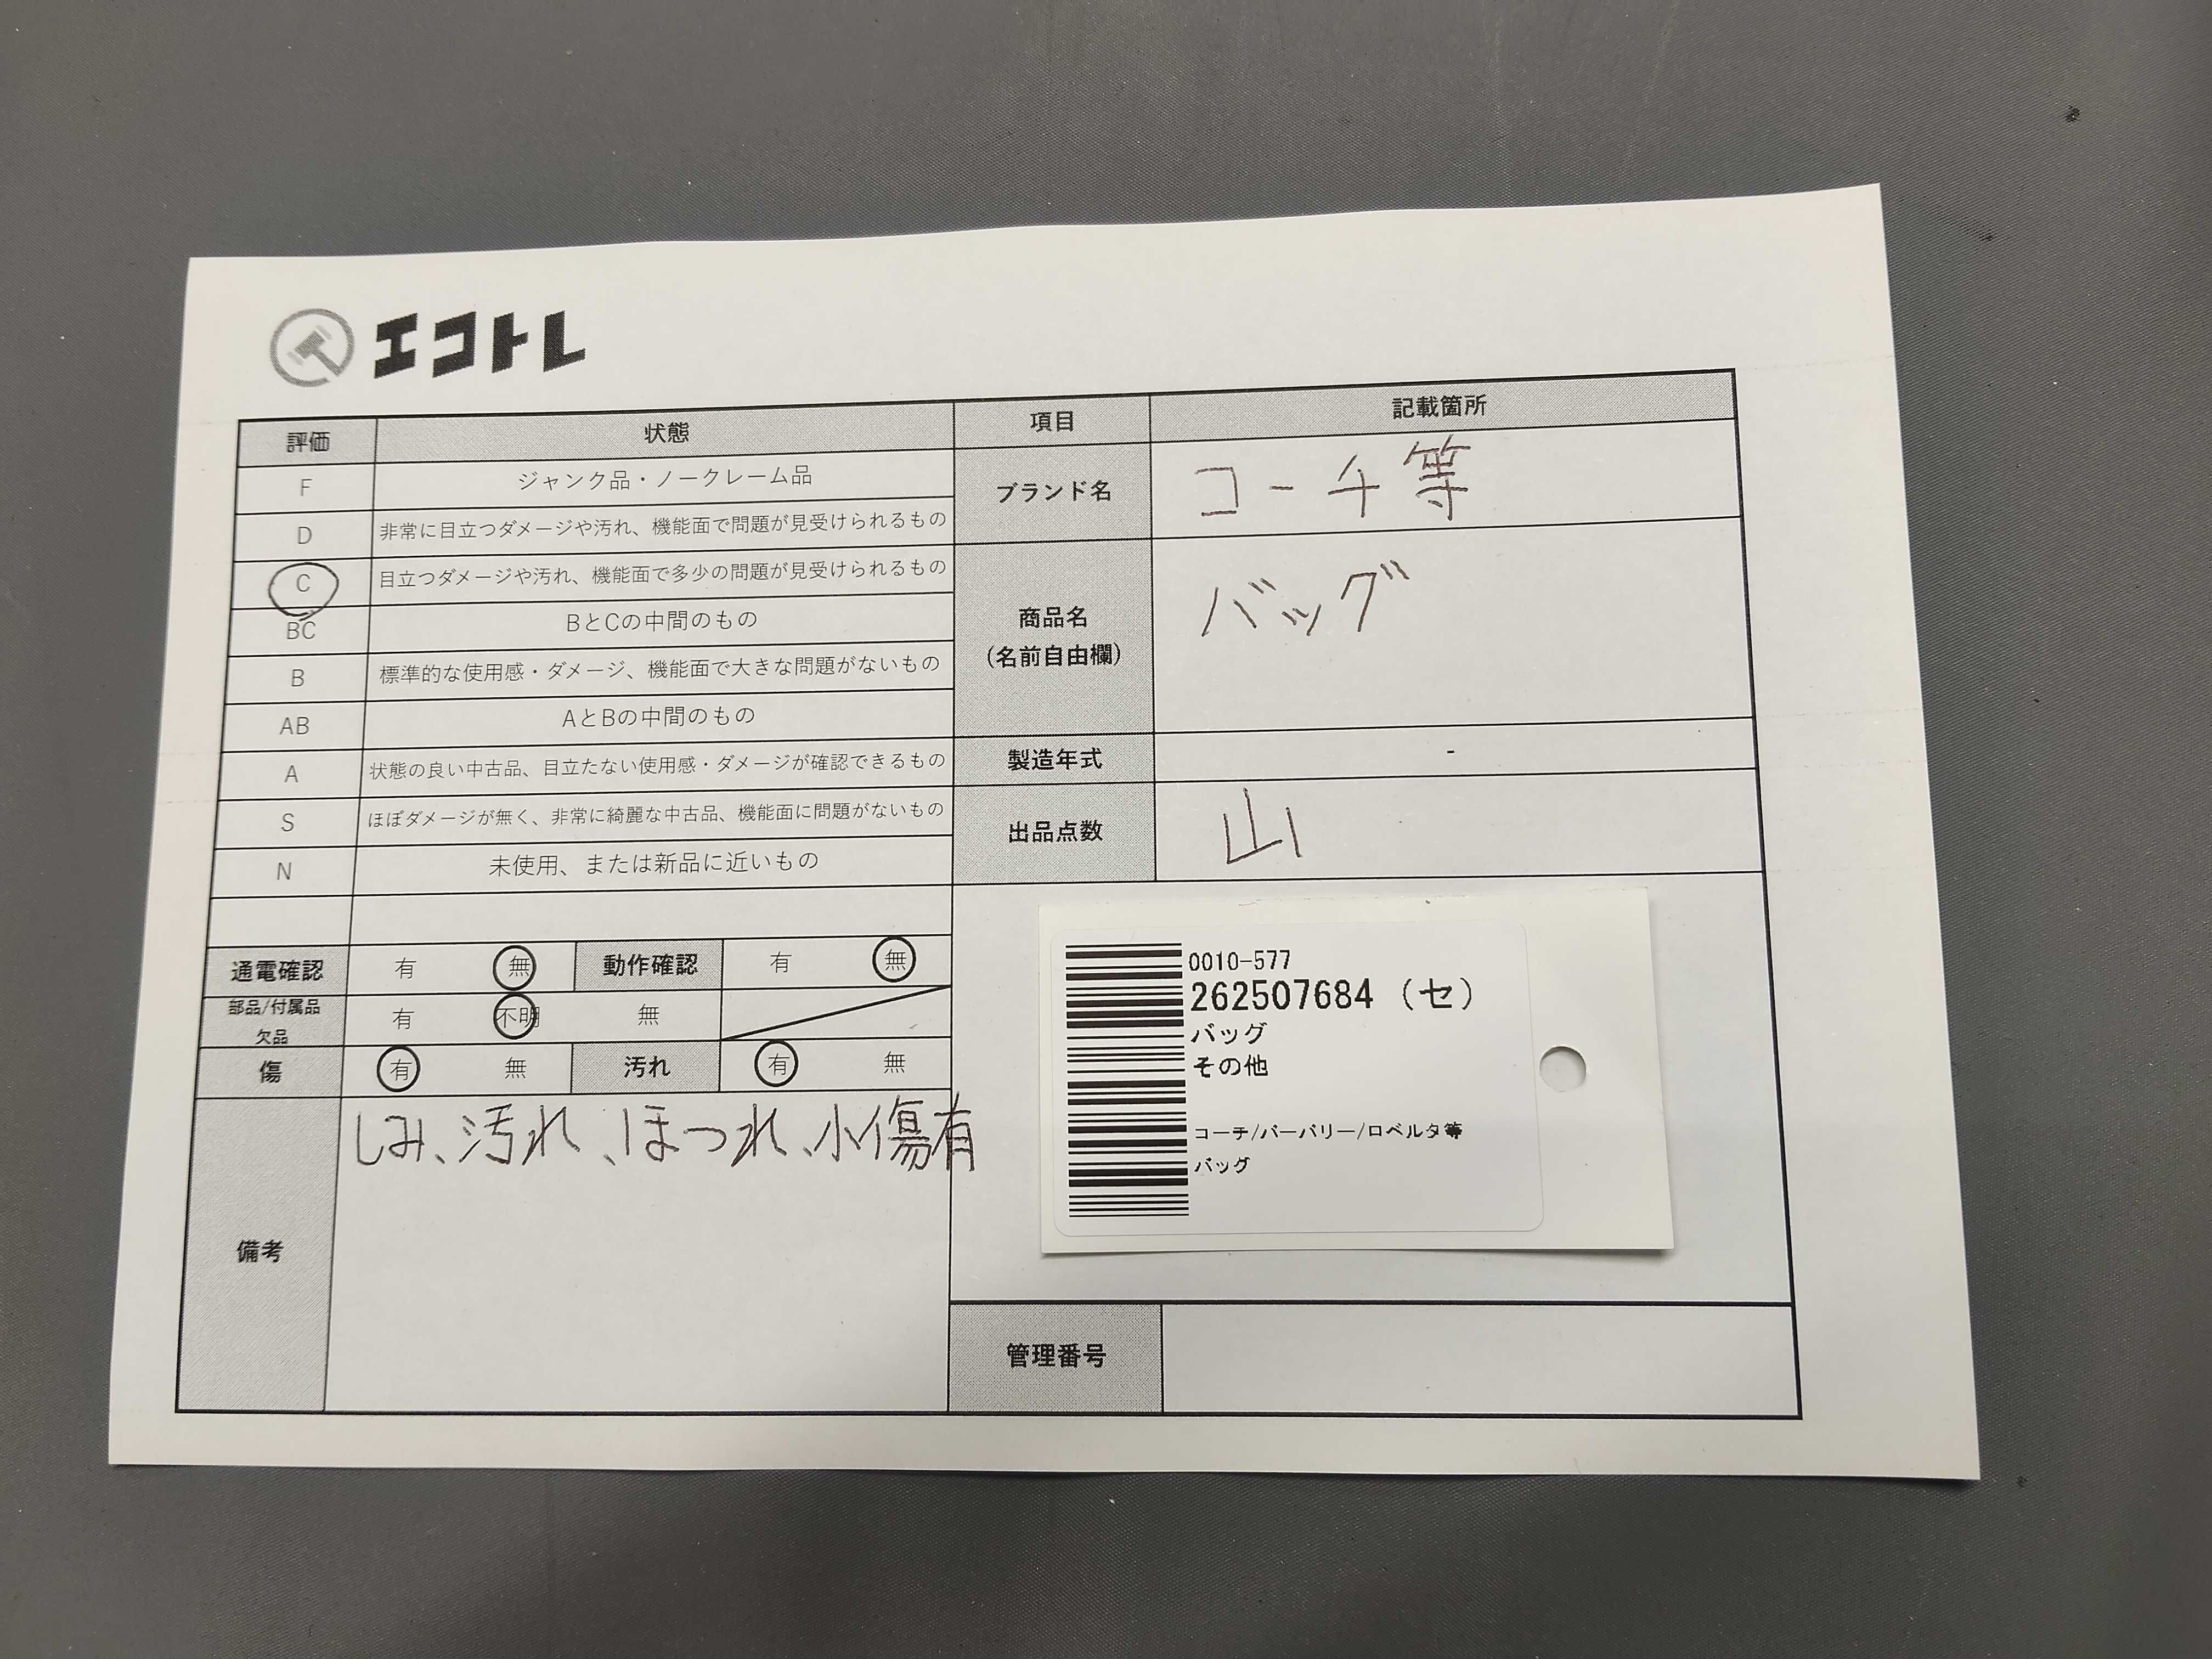 エコトレ
評価 状態 項目 記載箇所
F ジャンク品・ノークレーム品
D 非常に目立つダメージや汚れ、機能面で問題が見受けられるもの
C 目立つダメージや汚れ、機能面で多少の問題が見受けられるもの
BC BとCの中間のもの
B 標準的な使用感・ダメージ、機能面で大きな問題がないもの
AB AとBの中間のもの
A 状態の良い中古品、目立たない使用感・ダメージが確認できるもの
S ほぼダメージが無く、非常に綺麗な中古品、機能面に問題がないもの
N 未使用、または新品に近いもの
ブランド名 コーチ等
商品名 バッグ
(名前自由欄)
製造年式 -
出品点数 山
通電確認 有 無 動作確認 有 無
部品/付属品 有 不明 無
欠品
傷 有 無 汚れ 有 無
備考 しみ、汚れ、ほつれ、小傷有
0010-577
262507684 (セ)
バッグ
その他
コーチ/バーバリー/ロベルタ等
バッグ
管理番号